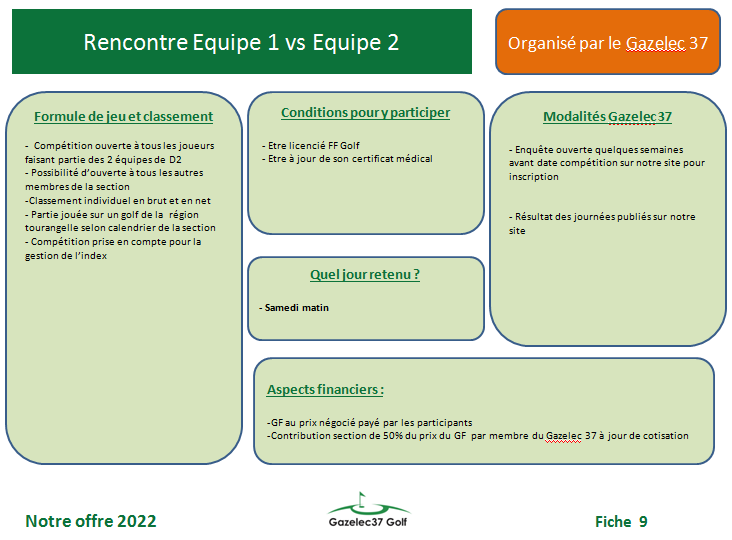 Rencontre Equipe 1 vs Equipe 2
Organisé par le Gazelec 37
Formule de jeu et classement
- Compétition ouverte à tous les joueurs
faisant partie des 2 équipes de D2
- Possibilité d'ouverte à tous les autres
membres de la section
-Classement individuel en brut et en net
- Partie jouée sur un golf de la région
tourangelle selon calendrier de la section
- Compétition prise en compte pour la
gestion de l'index
Conditions pour y participer
- Etre licencié FF Golf
- Etre à jour de son certificat médical
Quel jour retenu ?
- Samedi matin
Modalités Gazelec 37
- Enquête ouverte quelques semaines
avant date compétition sur notre site pour
inscription
- Résultat des journées publiés sur notre
site
Aspects financiers :
-GF au prix négocié payé par les participants
-Contribution section de 50% du prix du GF par membre du Gazelec 37 à jour de cotisation
Notre offre 2022
Gazelec37 Golf
Fiche 9